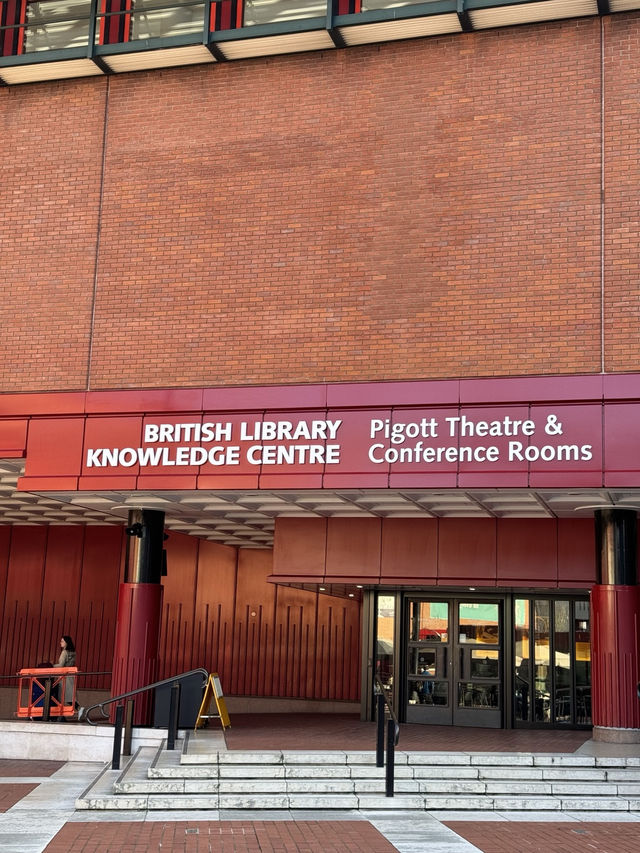 BRITISH LIBRARY
KNOWLEDGE CENTRE
Pigott Theatre &
Conference Rooms